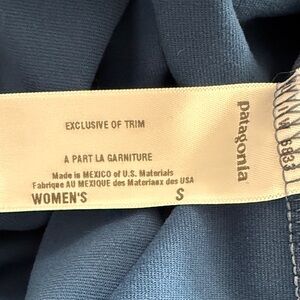 EXCLUSIVE OF TRIM
A PART LA GARNITURE
Made in MEXICO of U.S. Materials
Fabrique AU MEXIQUE des Materiaux des USA
WOMEN'S S
patagonia